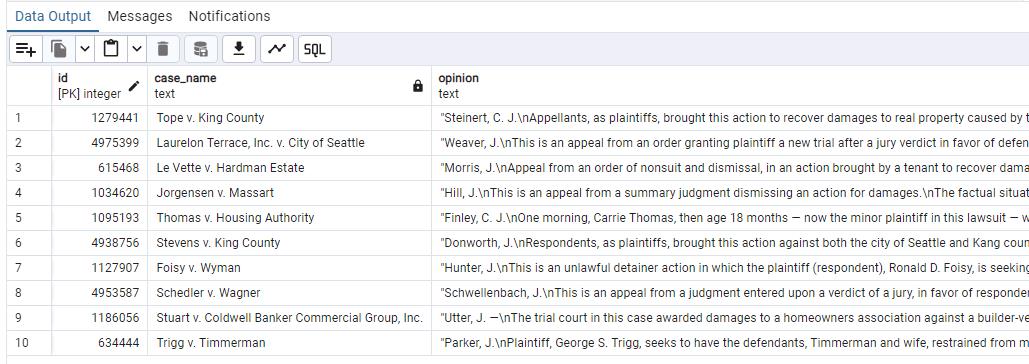 Data Output Messages Notifications
SQL
id case_name opinion
[PK] integer text text
1 1279441 Tope v. King County "Steinert, C. J.\nAppellants, as plaintiffs, brought this action to recover damages to real property caused by
2 4975399 Laurelon Terrace, Inc. v. City of Seattle "Weaver, J.\nThis is an appeal from an order granting plaintiff a new trial after a jury verdict in favor of defen
3 615468 Le Vette v. Hardman Estate "Morris, J.\nAppeal from an order of nonsuit and dismissal, in an action brought by a tenant to recover dama
4 1034620 Jorgensen v. Massart "Hill, J.\nThis is an appeal from a summary judgment dismissing an action for damages.\nThe factual situat
5 1095193 Thomas v. Housing Authority "Finley, C. J.\nOne morning, Carrie Thomas, then age 18 months — now the minor plaintiff in this lawsuit — w
6 4938756 Stevens v. King County "Donworth, J.\nRespondents, as plaintiffs, brought this action against both the city of Seattle and Kang coun
7 1127907 Foisy v. Wyman "Hunter, J.\nThis is an unlawful detainer action in which the plaintiff (respondent), Ronald D. Foisy, is seeking
8 4953587 Schedler v. Wagner "Schwellenbach, J.\nThis is an appeal from a judgment entered upon a verdict of a jury, in favor of responde
9 1186056 Stuart v. Coldwell Banker Commercial Group, Inc. "Utter, J. —\nThe trial court in this case awarded damages to a homeowners association against a builder-ve
10 634444 Trigg v. Timmerman "Parker, J.\nPlaintiff, George S. Trigg, seeks to have the defendants, Timmerman and wife, restrained from m